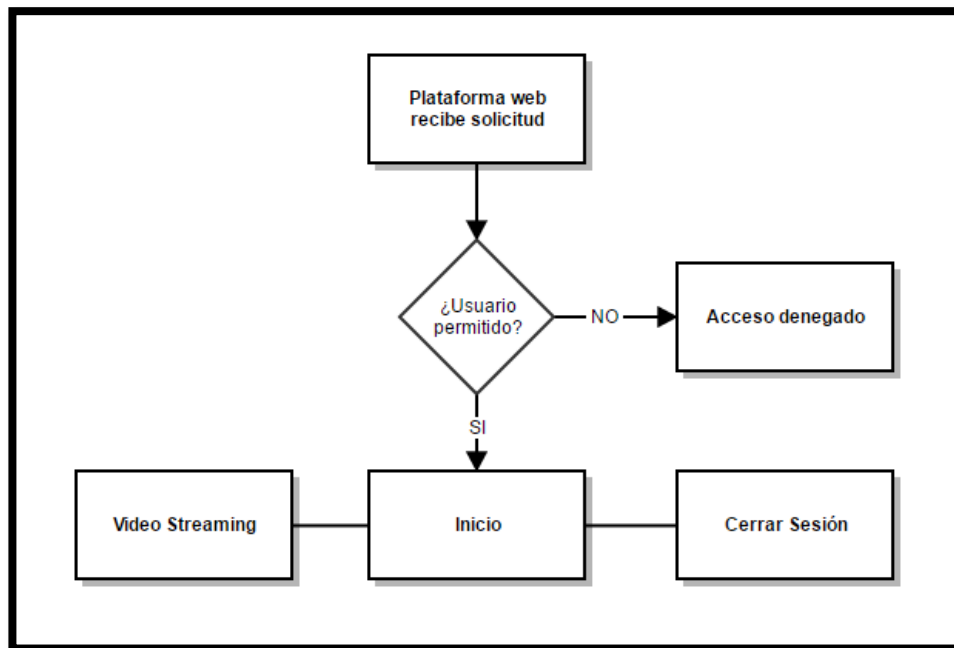 Plataforma web
recibe solicitud
¿Usuario
permitido?
NO
Acceso denegado
SI
Video Streaming
Inicio
Cerrar Sesión